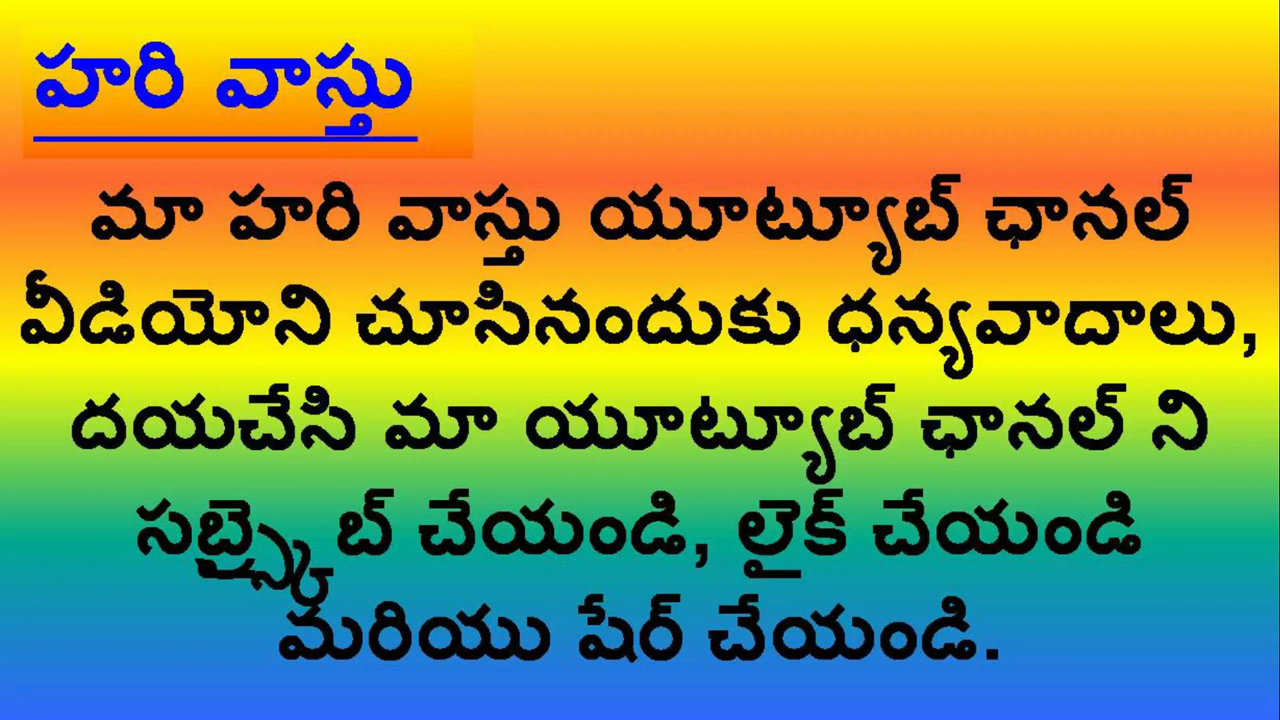 హరి వాస్తు
మా హరి వాస్తు యూట్యూబ్ ఛానల్
వీడియోని చూసినందుకు ధన్యవాదాలు,
దయచేసి మా యూట్యూబ్ ఛానల్ ని
సబ్స్క్రైబ్ చేయండి, లైక్ చేయండి
మరియు షేర్ చేయండి.